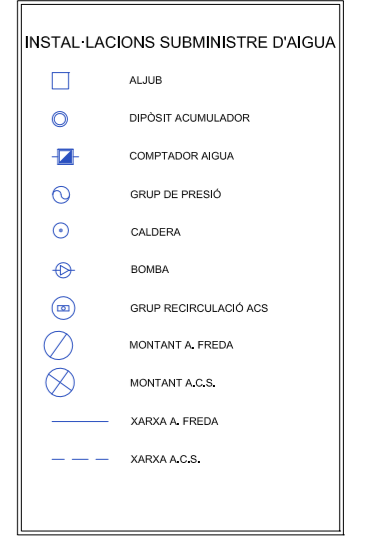 INSTAL·LACIONS SUBMINISTRE D'AIGUA
ALJUB
DIPÒSIT ACUMULADOR
COMPTADOR AIGUA
GRUP DE PRESIÓ
CALDERA
BOMBA
GRUP RECIRCULACIÓ ACS
MONTANT A. FREDA
MONTANT A.C.S.
XARXA A. FREDA
XARXA A.C.S.